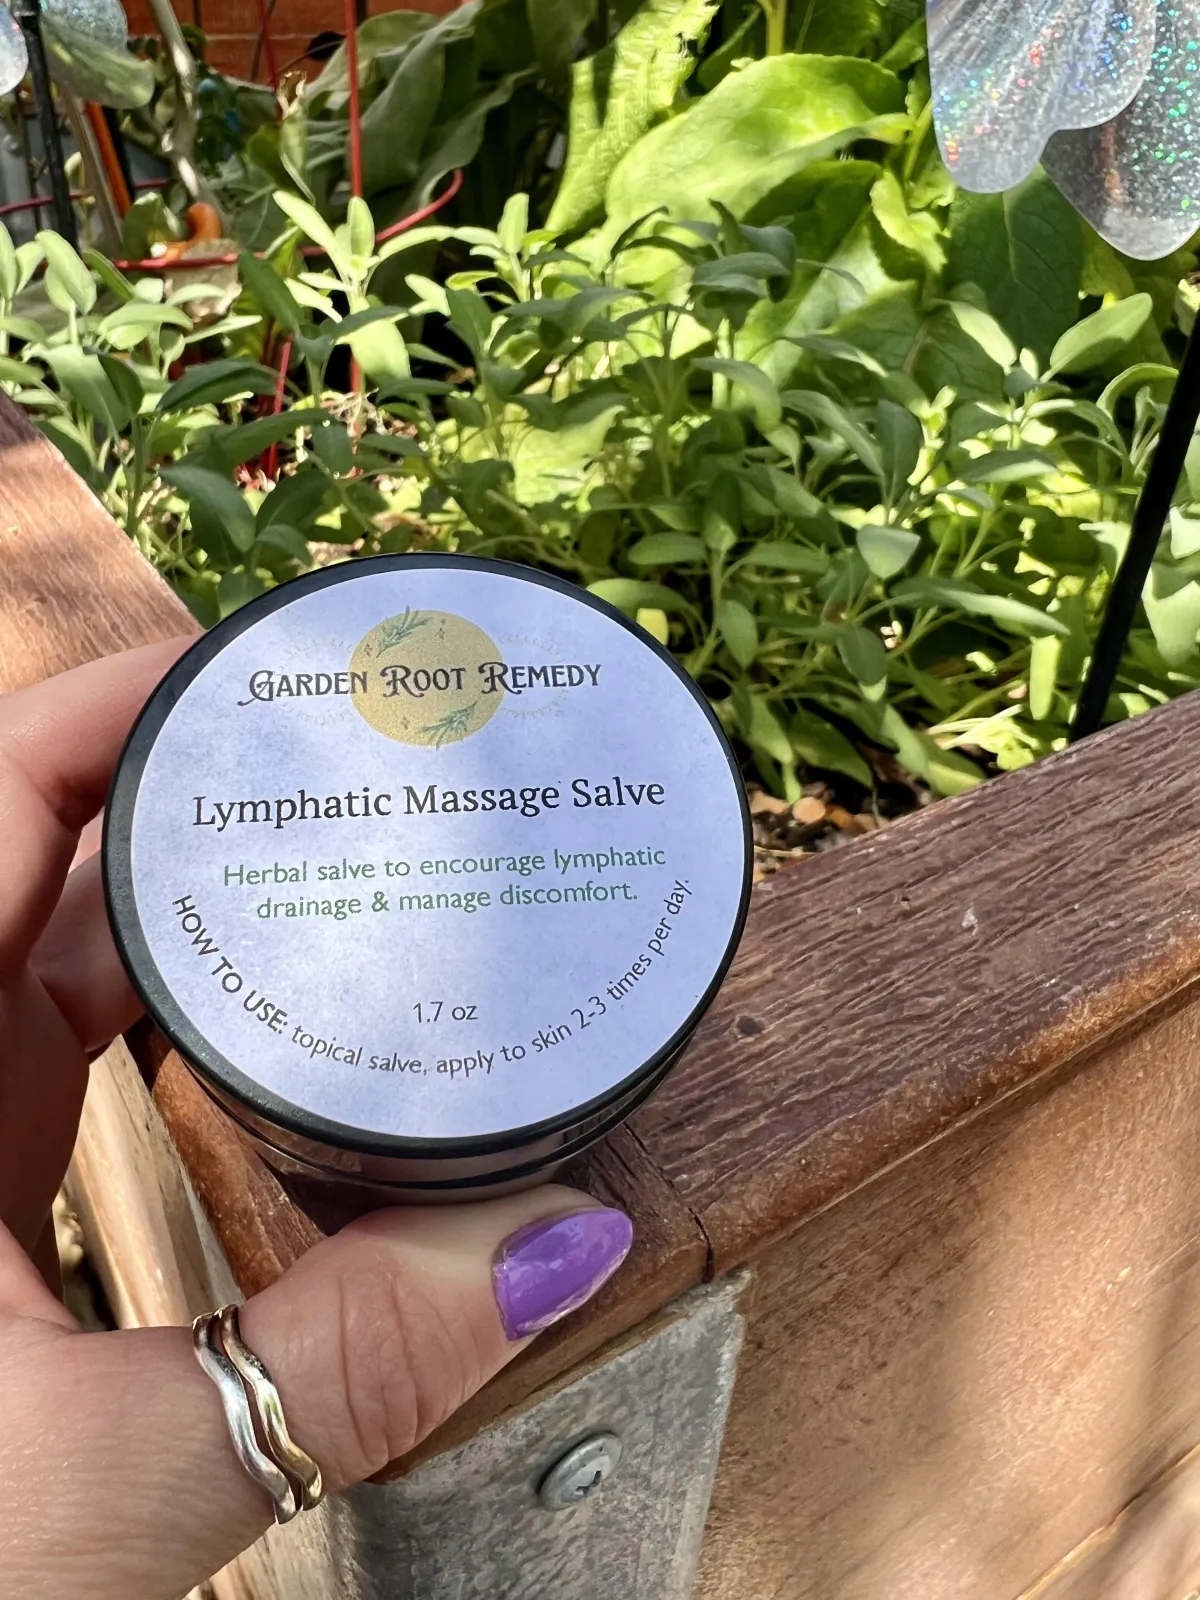 GARDEN ROOT REMEDY
Lymphatic Massage Salve
Herbal salve to encourage lymphatic
drainage & manage discomfort.
1.7 oz
HOW TO USE: topical salve, apply to skin 2-3 times per day.